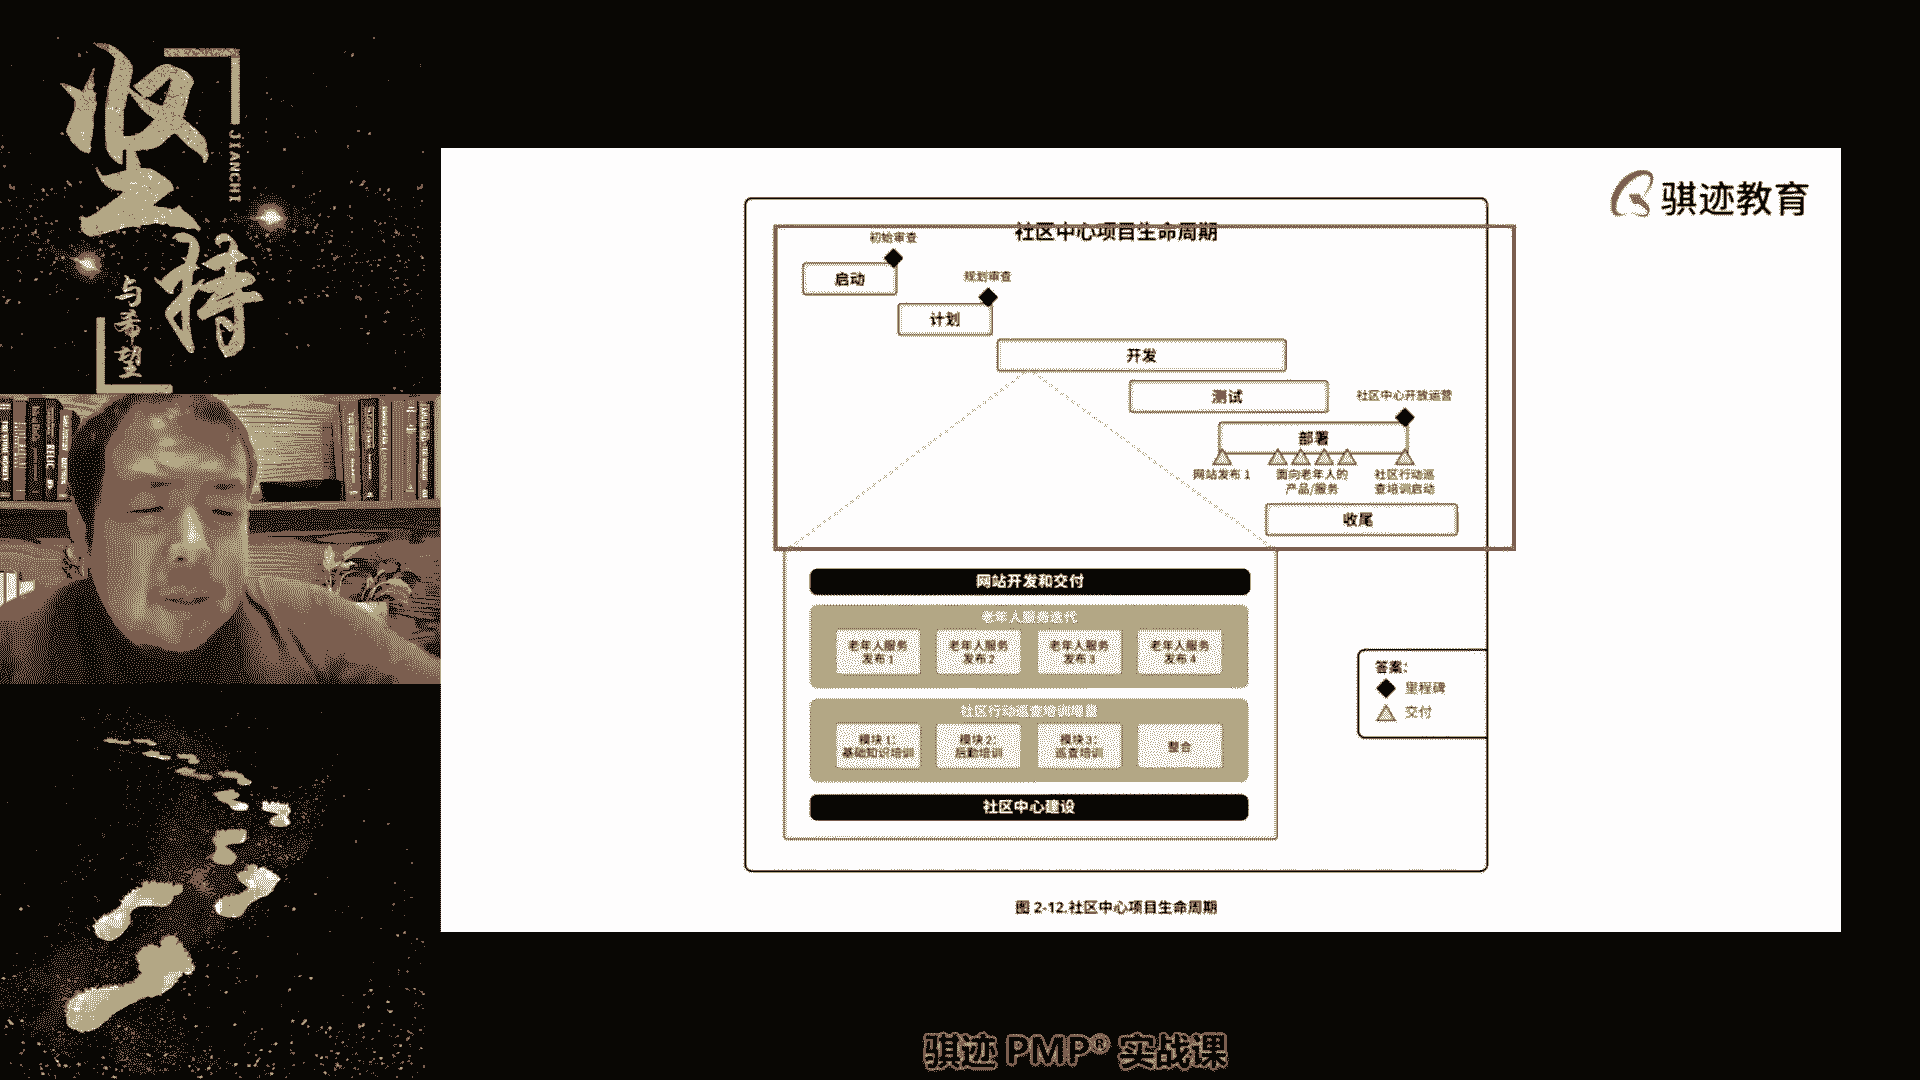 坚持
JIANCHI
与希望
骐迹教育
社区中心项目生命周期
初始审查
启动
规划审查
计划
开发
测试
社区中心开放运营
部署
网站发布 1
面向老年人的
产品/服务
社区行动巡
查培训启动
收尾
网站开发和交付
老年人服务迭代
老年人服务
发布 1
老年人服务
发布 2
老年人服务
发布 3
老年人服务
发布 4
社区行动巡查培训增量
模块 1:
基础知识培训
模块 2:
后勤培训
模块 3:
巡查培训
整合
社区中心建设
答案:
里程碑
交付
图 2-12.社区中心项目生命周期
骐迹 PMP® 实战课